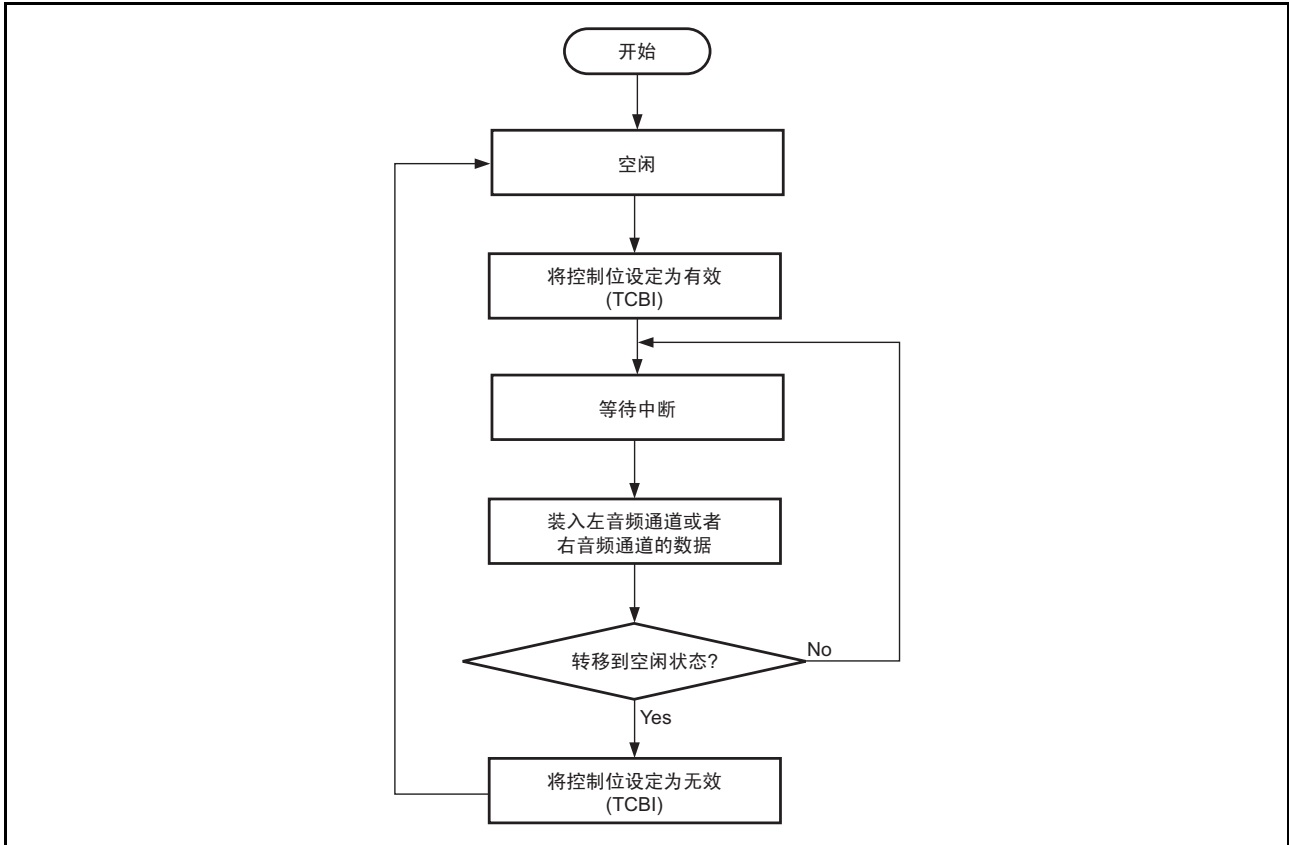 开始
空闲
将控制位设定为有效
(TCBI)
等待中断
装入左音频通道或者
右音频通道的数据
转移到空闲状态?
No
Yes
将控制位设定为无效
(TCBI)